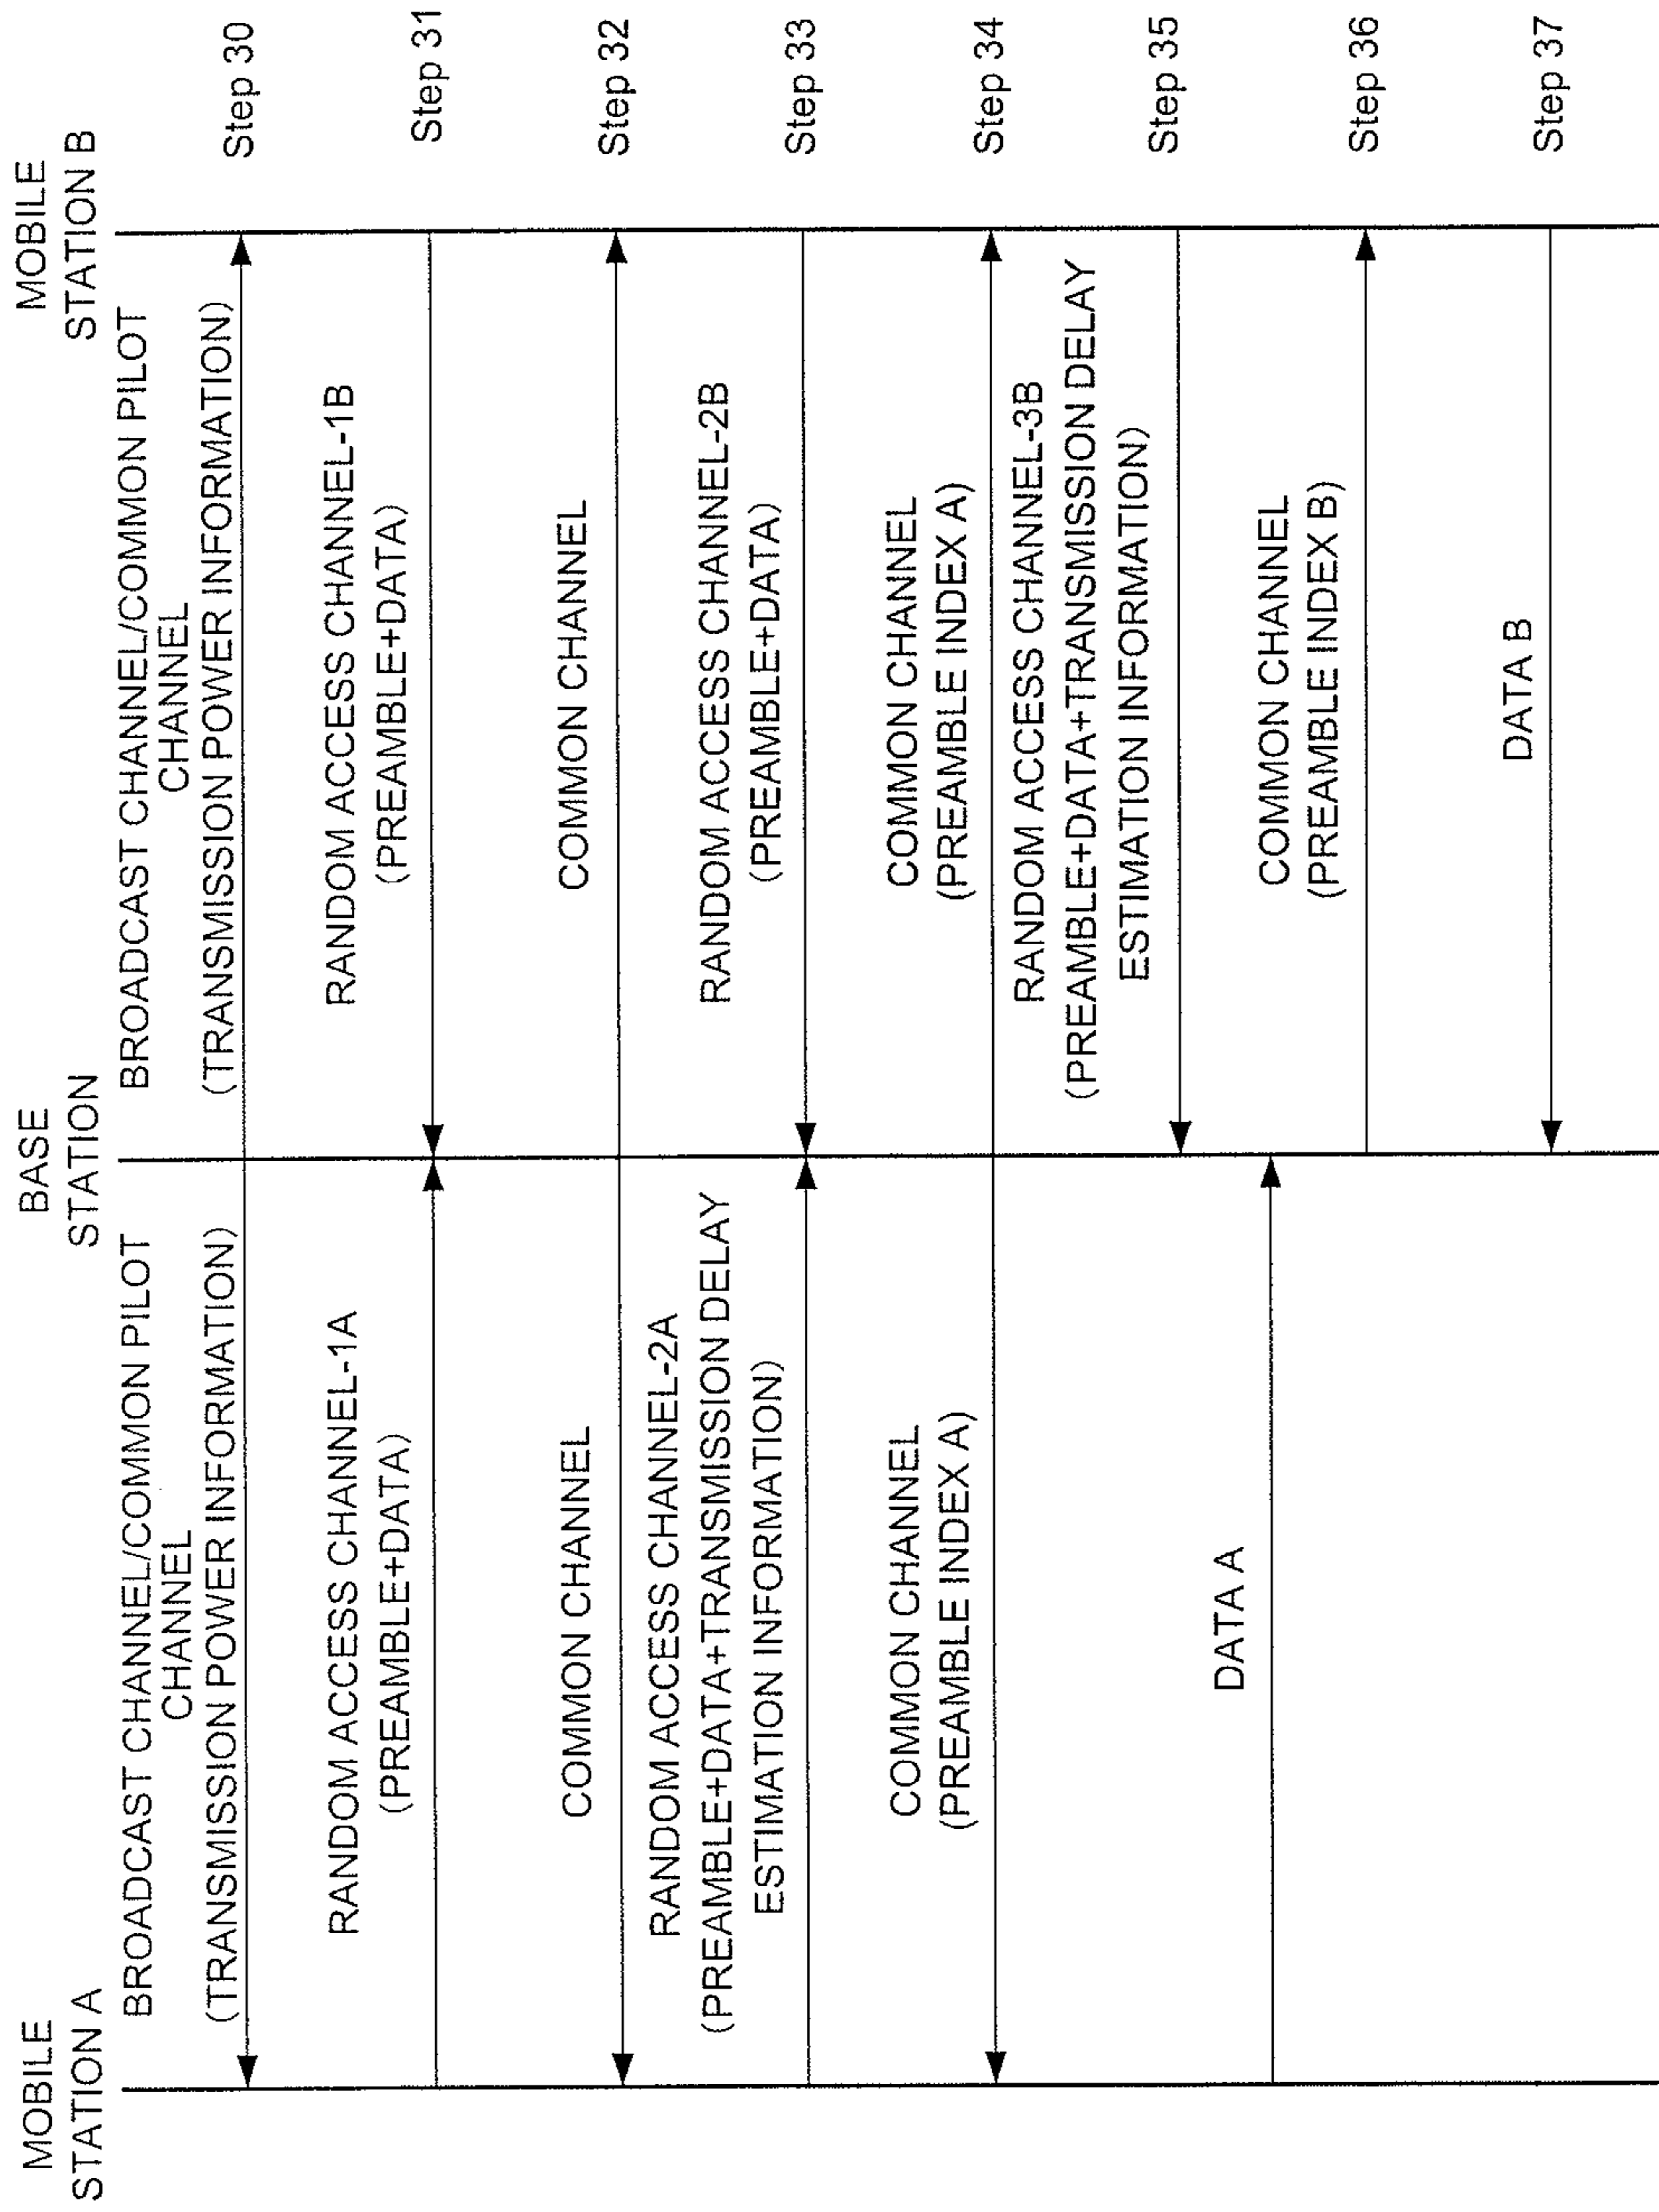 MOBILE
STATION A
BASE
STATION
MOBILE
STATION B
BROADCAST CHANNEL/COMMON PILOT
CHANNEL
(TRANSMISSION POWER INFORMATION)
BROADCAST CHANNEL/COMMON PILOT
CHANNEL
(TRANSMISSION POWER INFORMATION)
Step 30
RANDOM ACCESS CHANNEL-1A
(PREAMBLE+DATA)
RANDOM ACCESS CHANNEL-1B
(PREAMBLE+DATA)
Step 31
COMMON CHANNEL
COMMON CHANNEL
Step 32
RANDOM ACCESS CHANNEL-2A
(PREAMBLE+DATA+TRANSMISSION DELAY
ESTIMATION INFORMATION)
RANDOM ACCESS CHANNEL-2B
(PREAMBLE+DATA)
Step 33
COMMON CHANNEL
(PREAMBLE INDEX A)
COMMON CHANNEL
(PREAMBLE INDEX A)
Step 34
RANDOM ACCESS CHANNEL-3B
(PREAMBLE+DATA+TRANSMISSION DELAY
ESTIMATION INFORMATION)
Step 35
DATA A
COMMON CHANNEL
(PREAMBLE INDEX B)
Step 36
DATA B
Step 37